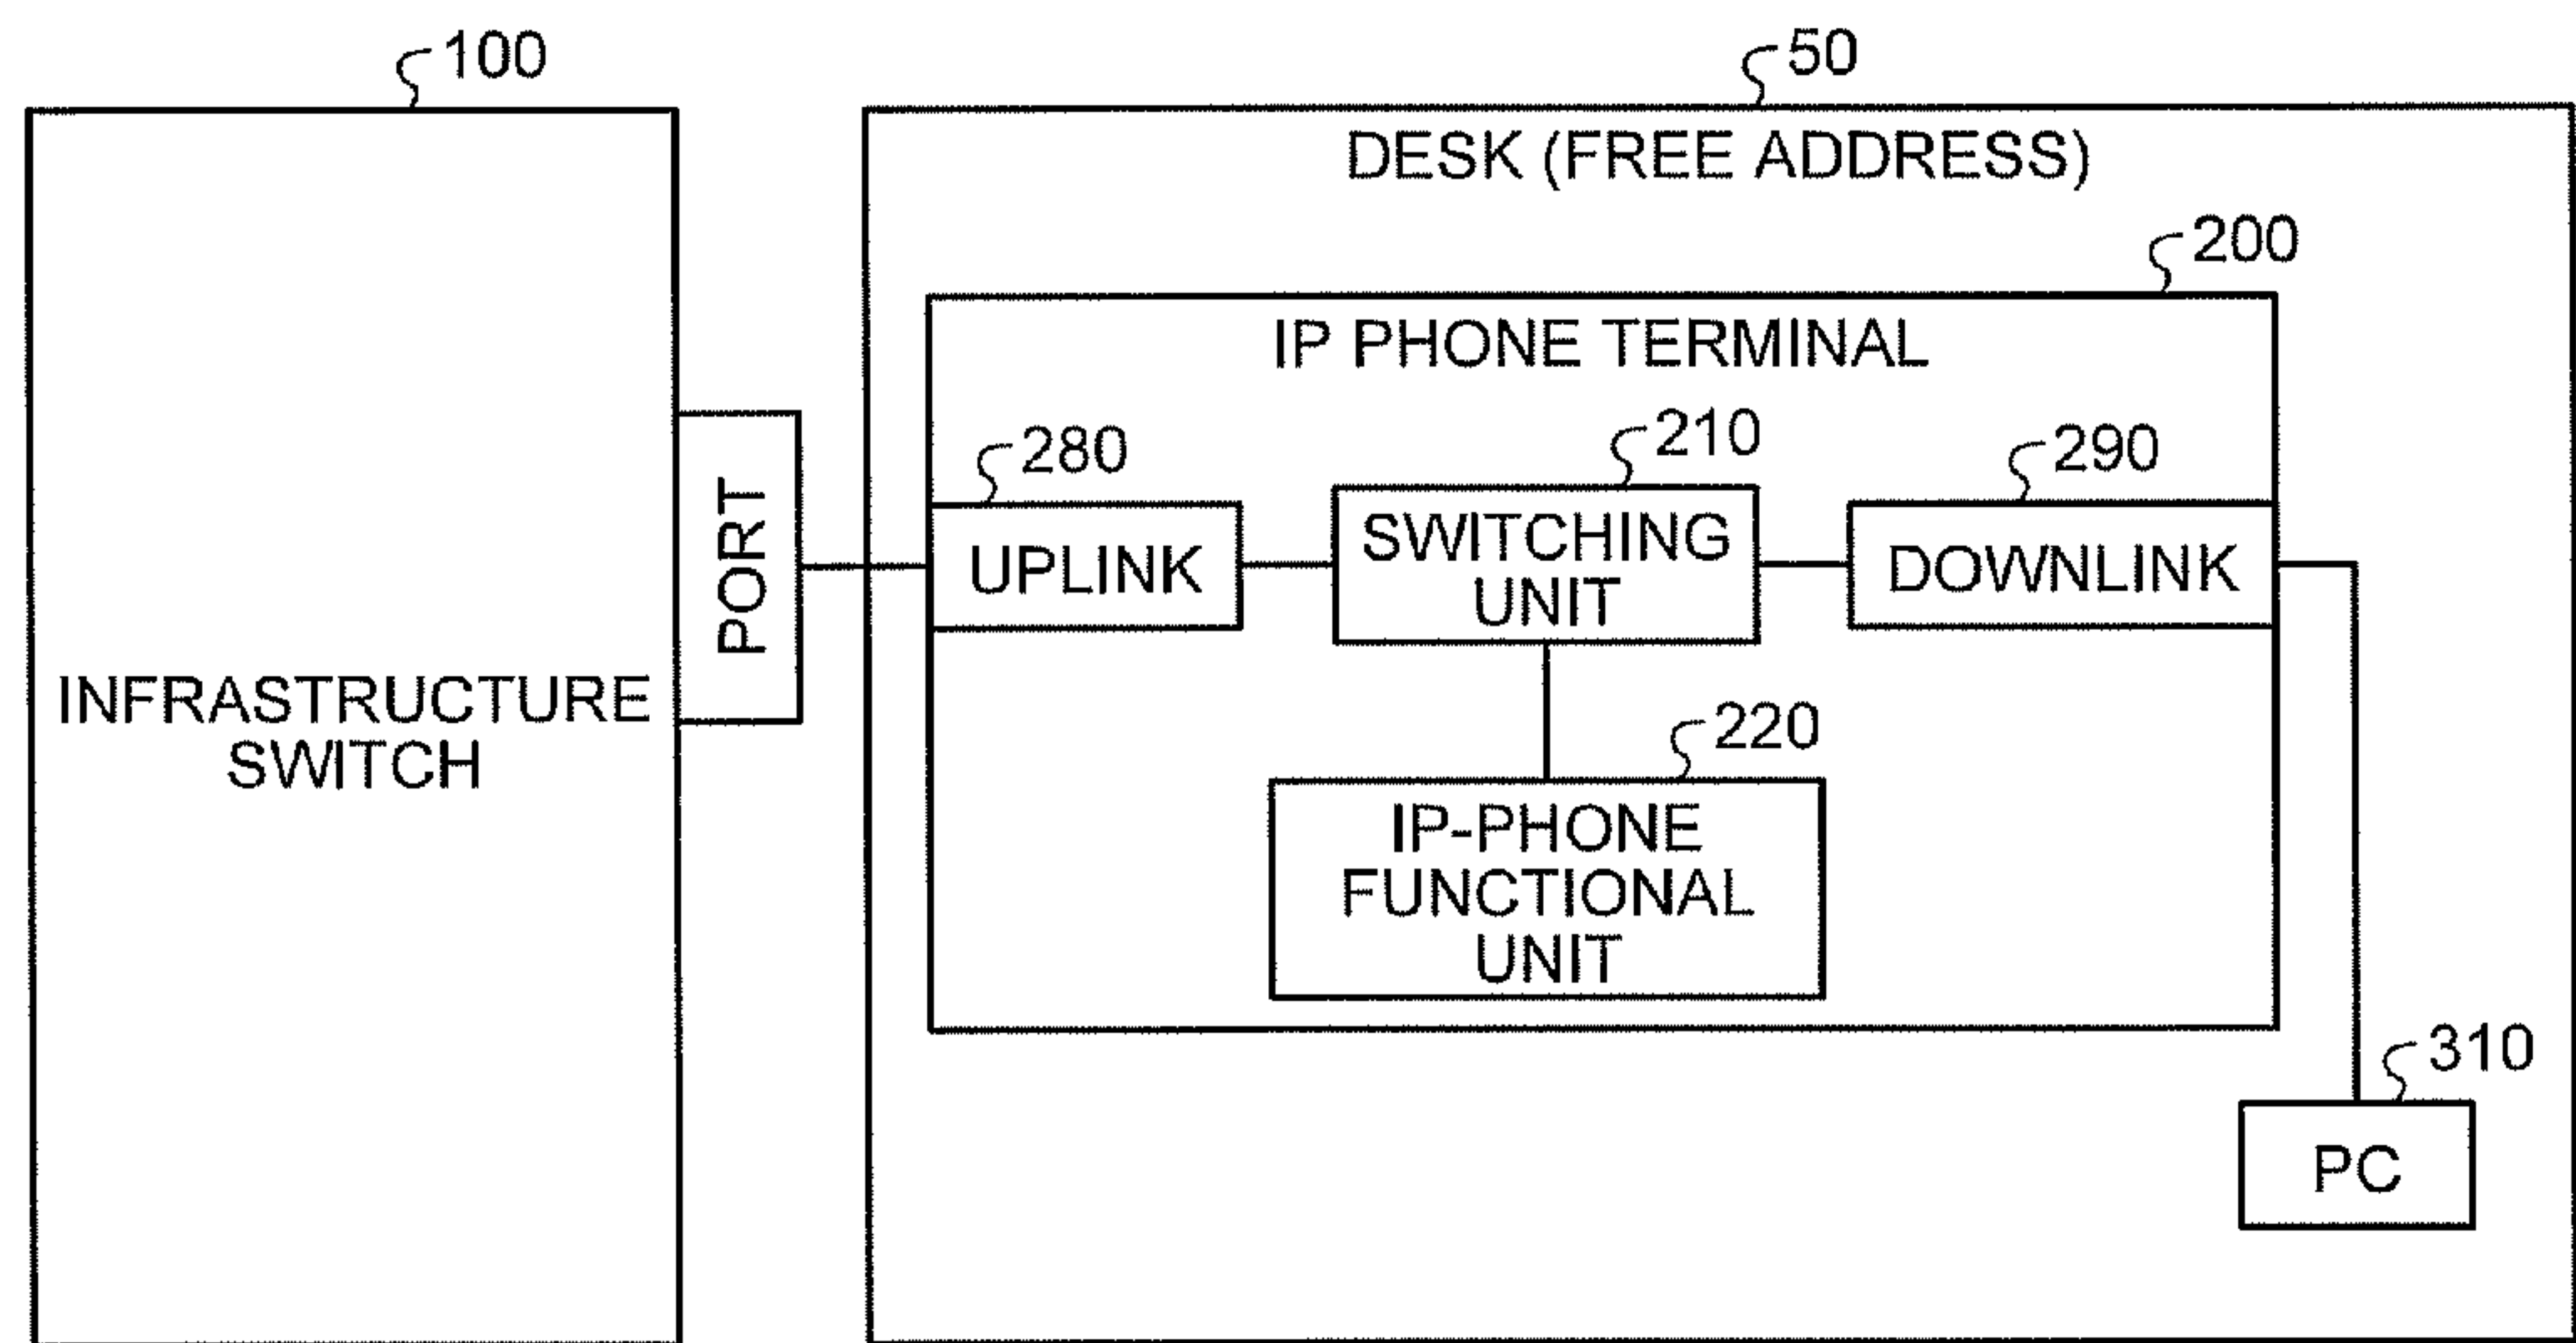 100
INFRASTRUCTURE
SWITCH
PORT
50
DESK (FREE ADDRESS)
200
IP PHONE TERMINAL
280
UPLINK
210
SWITCHING
UNIT
290
DOWNLINK
220
IP-PHONE
FUNCTIONAL
UNIT
310
PC